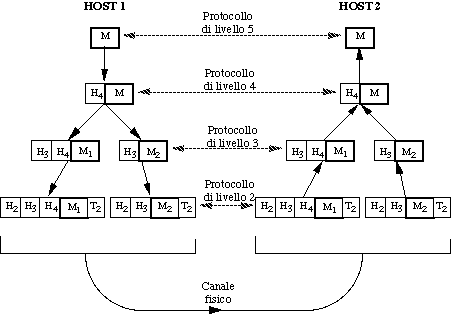 HOST 1 HOST 2
M Protocollo di livello 5 M
H4 M Protocollo di livello 4 H4 M
H3 H4 M1 H3 M2 Protocollo di livello 3 H3 H4 M1 H3 M2
Protocollo di livello 2
H2 H3 H4 M1 T2 H2 H3 M2 T2 H2 H3 H4 M1 T2 H2 H3 M2 T2
Canale
fisico